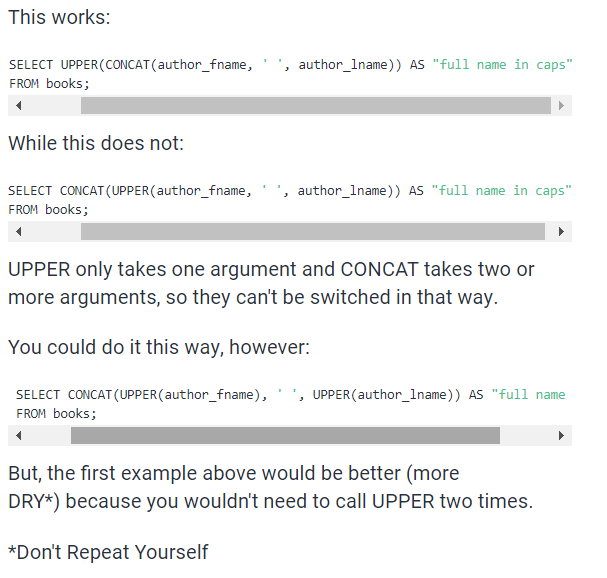 This works:
SELECT UPPER(CONCAT(author_fname, ' ', author_lname)) AS "full name in caps"
FROM books;
While this does not:
SELECT CONCAT(UPPER(author_fname, ' ', author_lname)) AS "full name in caps"
FROM books;
UPPER only takes one argument and CONCAT takes two or
more arguments, so they can't be switched in that way.
You could do it this way, however:
SELECT CONCAT(UPPER(author_fname), ' ', UPPER(author_lname)) AS "full name
FROM books;
But, the first example above would be better (more
DRY*) because you wouldn't need to call UPPER two times.
*Don't Repeat Yourself